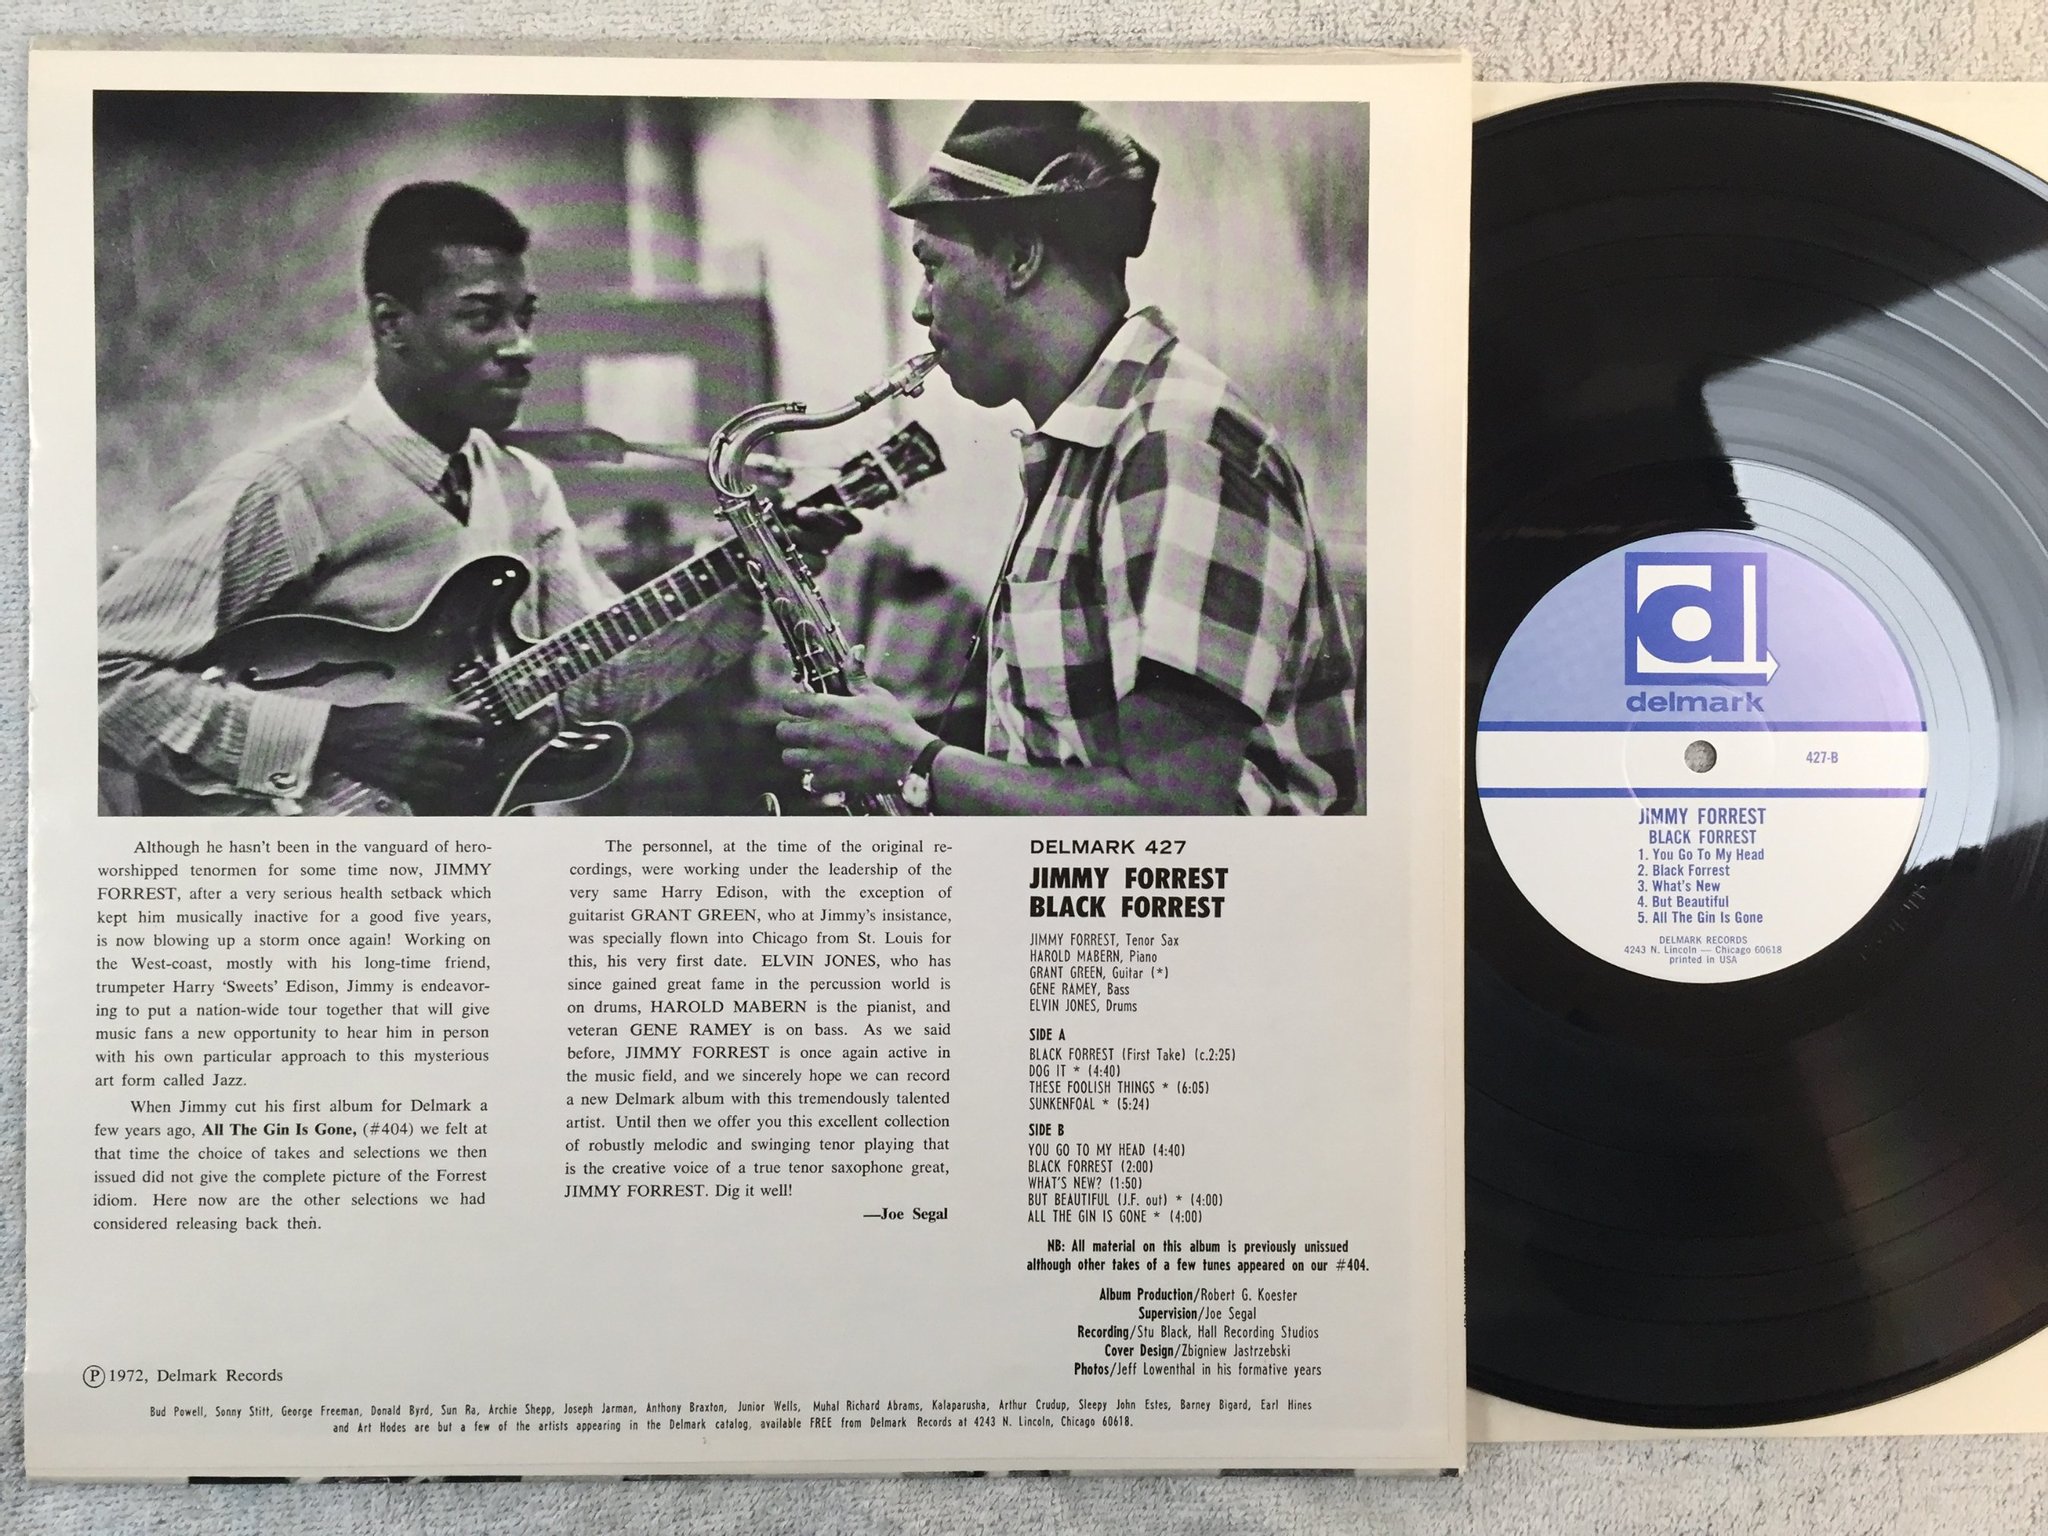 Although he hasn't been in the vanguard of hero-
worshipped tenormen for some time now, JIMMY
FORREST, after a very serious health setback which
kept him musically inactive for a good five years,
is now blowing up a storm once again! Working on
the West-coast, mostly with his long-time friend,
trumpeter Harry 'Sweets' Edison, Jimmy is endeavor-
ing to put a nation-wide tour together that will give
music fans a new opportunity to hear him in person
with his own particular approach to this mysterious
art form called Jazz.
When Jimmy cut his first album for Delmark a
few years ago, All The Gin Is Gone, (#404) we felt at
that time the choice of takes and selections we then
issued did not give the complete picture of the Forrest
idiom. Here now are the other selections we had
considered releasing back then.
The personnel, at the time of the original re-
cordings, were working under the leadership of the
very same Harry Edison, with the exception of
guitarist GRANT GREEN, who at Jimmy's insistance,
was specially flown into Chicago from St. Louis for
this, his very first date. ELVIN JONES, who has
since gained great fame in the percussion world is
on drums, HAROLD MABERN is the pianist, and
veteran GENE RAMEY is on bass. As we said
before, JIMMY FORREST is once again active in
the music field, and we sincerely hope we can record
a new Delmark album with this tremendously talented
artist. Until then we offer you this excellent collection
of robustly melodic and swinging tenor playing that
is the creative voice of a true tenor saxophone great,
JIMMY FORREST. Dig it well!
—Joe Segal
DELMARK 427
JIMMY FORREST
BLACK FORREST
JIMMY FORREST, Tenor Sax
HAROLD MABERN, Piano
GRANT GREEN, Guitar (*)
GENE RAMEY, Bass
ELVIN JONES, Drums
SIDE A
BLACK FORREST (First Take) (c.2:25)
DOG IT * (4:40)
THESE FOOLISH THINGS * (6:05)
SUNKENFOAL * (5:24)
SIDE B
YOU GO TO MY HEAD (4:40)
BLACK FORREST (2:00)
WHAT'S NEW? (1:50)
BUT BEAUTIFUL (J.F. out) * (4:00)
ALL THE GIN IS GONE * (4:00)
NB: All material on this album is previously unissued
although other takes of a few tunes appeared on our #404.
Album Production/Robert G. Koester
Supervision/Joe Segal
Recording/Stu Black, Hall Recording Studios
Cover Design/Zbigniew Jastrzebski
Photos/Jeff Lowenthal in his formative years
Ⓟ 1972, Delmark Records
Bud Powell, Sonny Stitt, George Freeman, Donald Byrd, Sun Ra, Archie Shepp, Joseph Jarman, Anthony Braxton, Junior Wells, Muhal Richard Abrams, Kalaparusha, Arthur Crudup, Sleepy John Estes, Barney Bigard, Earl Hines
and Art Hodes are but a few of the artists appearing in the Delmark catalog, available FREE from Delmark Records at 4243 N. Lincoln, Chicago 60618.
d
delmark
427-B
JIMMY FORREST
BLACK FORREST
1. You Go To My Head
2. Black Forrest
3. What's New
4. But Beautiful
5. All The Gin Is Gone
DELMARK RECORDS
4243 N. Lincoln — Chicago 60618
printed in USA